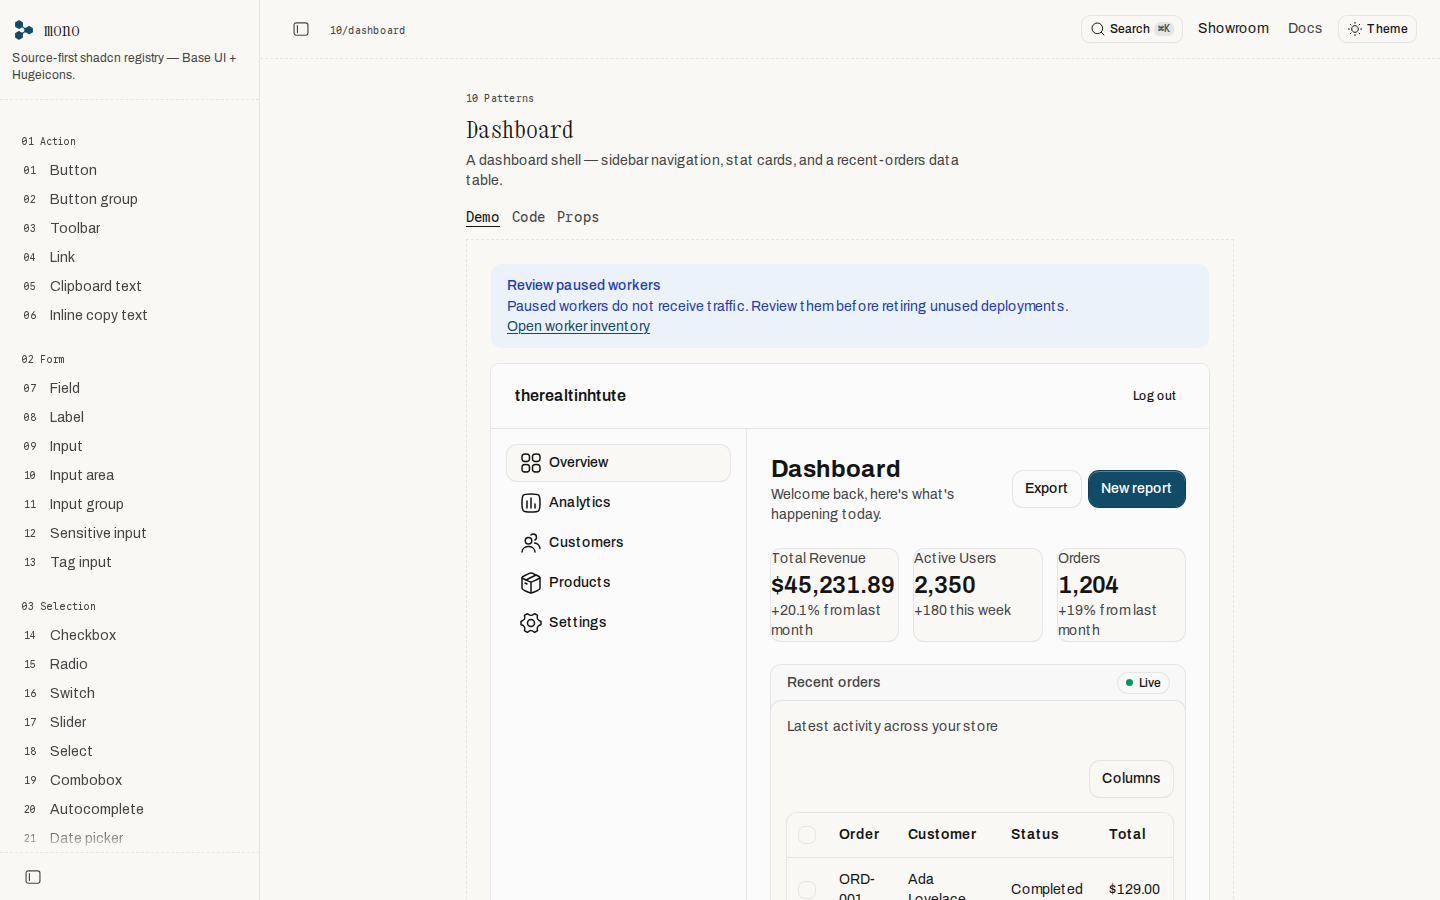 mono
Source-first shadcn registry — Base UI +
Hugeicons.
01 Action
01 Button
02 Button group
03 Toolbar
04 Link
05 Clipboard text
06 Inline copy text
02 Form
07 Field
08 Label
09 Input
10 Input area
11 Input group
12 Sensitive input
13 Tag input
03 Selection
14 Checkbox
15 Radio
16 Switch
17 Slider
18 Select
19 Combobox
20 Autocomplete
21 Date picker
10/dashboard
Search ⌘K
Showroom
Docs
Theme
10 Patterns
Dashboard
A dashboard shell — sidebar navigation, stat cards, and a recent-orders data
table.
Demo Code Props
Review paused workers
Paused workers do not receive traffic. Review them before retiring unused deployments.
Open worker inventory
therealtinhtute
Log out
Overview
Analytics
Customers
Products
Settings
Dashboard
Welcome back, here's what's
happening today.
Export
New report
Total Revenue
$45,231.89
+20.1% from last
month
Active Users
2,350
+180 this week
Orders
1,204
+19% from last
month
Recent orders
Live
Latest activity across your store
Columns
Order Customer Status Total
ORD- Ada Completed $129.00
001 Lovelace